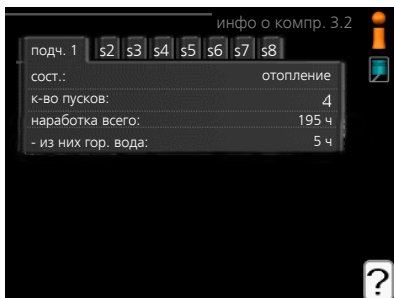 инфо о компр. 3.2
подч. 1 s2 s3 s4 s5 s6 s7 s8
сост.: отопление
к-во пусков: 4
наработка всего: 195 ч
- из них гор. вода: 5 ч
?